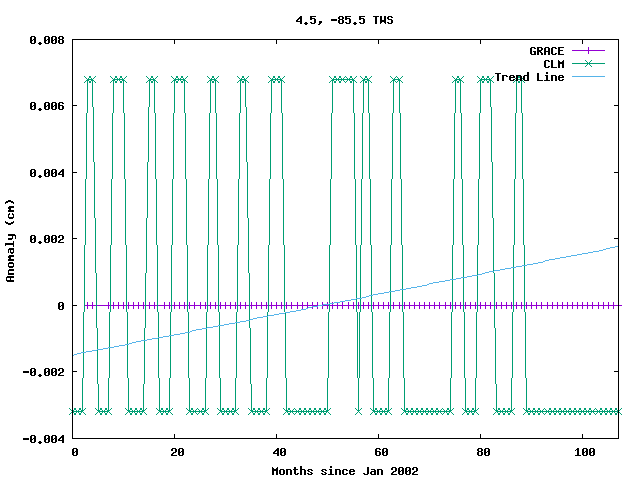 4.5, -85.5 TWS
GRACE
CLM
Trend Line
0.008
0.006
0.004
0.002
0
-0.002
-0.004
Anomaly (cm)
0 20 40 60 80 100
Months since Jan 2002